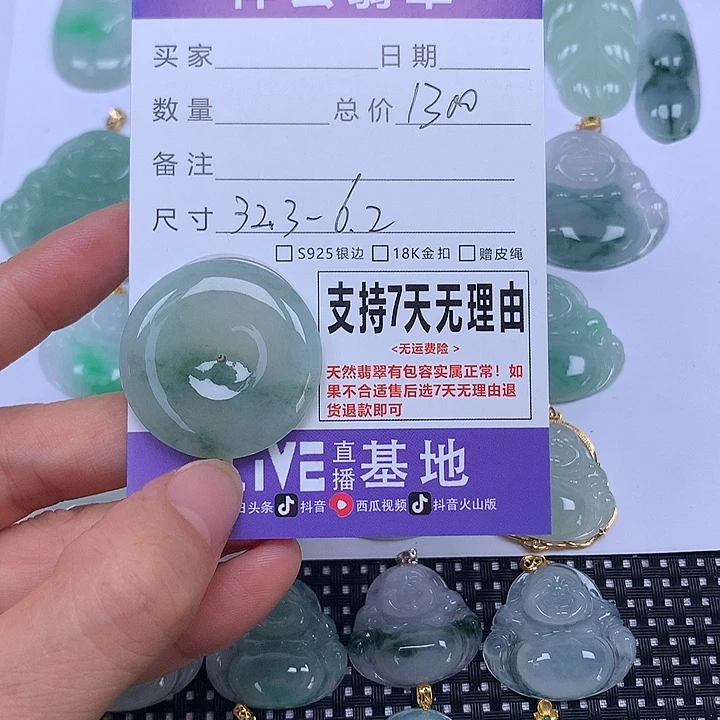 买家 日期
数量 总价 1300
备注
尺寸 32.3-6.2
S925银边 18K金扣 赠皮绳
支持7天无理由
<无运费险>
天然翡翠有包容实属正常！如
果不合适售后选7天无理由退
货退款即可
LIVE 直播 基地
日头条 抖音 西瓜视频 抖音火山版